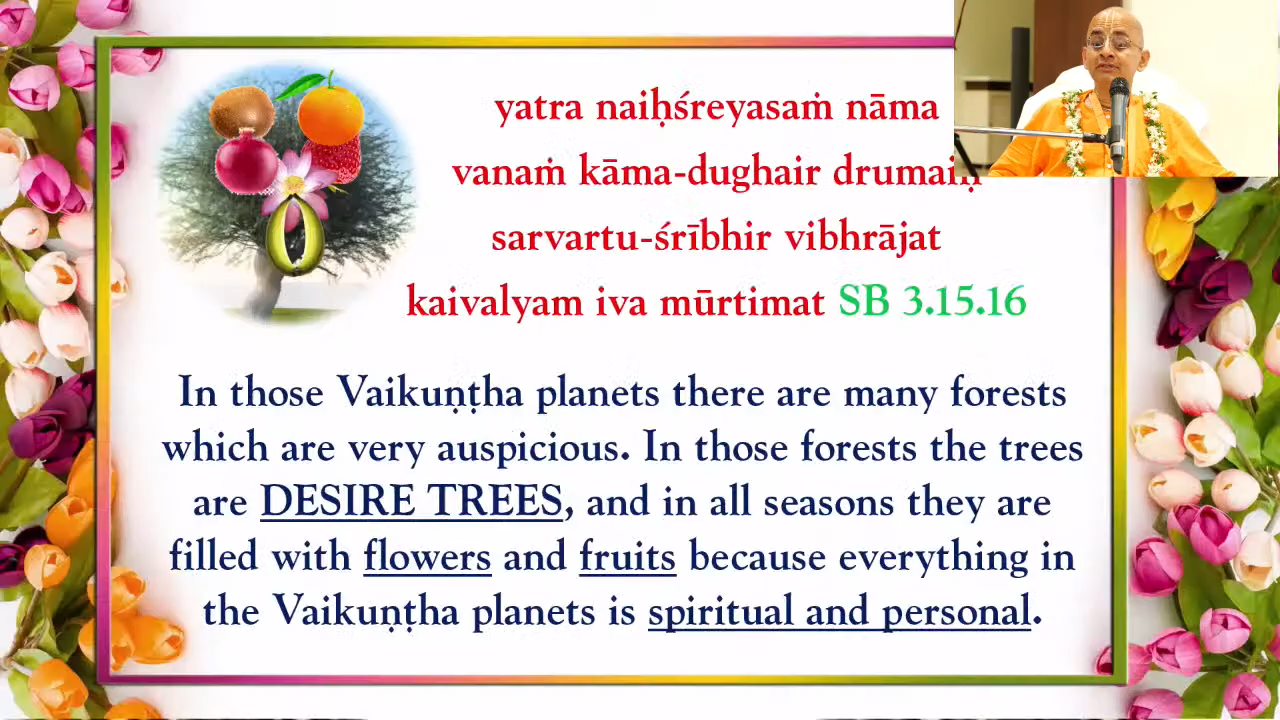 yatra naiḥśreyasaṁ nāma
vanaṁ kāma-dughair drumaiḥ
sarvartu-śrībhir vibhrājat
kaivalyam iva mūrtimat SB 3.15.16
In those Vaikuṇṭha planets there are many forests
which are very auspicious. In those forests the trees
are DESIRE TREES, and in all seasons they are
filled with flowers and fruits because everything in
the Vaikuṇṭha planets is spiritual and personal.